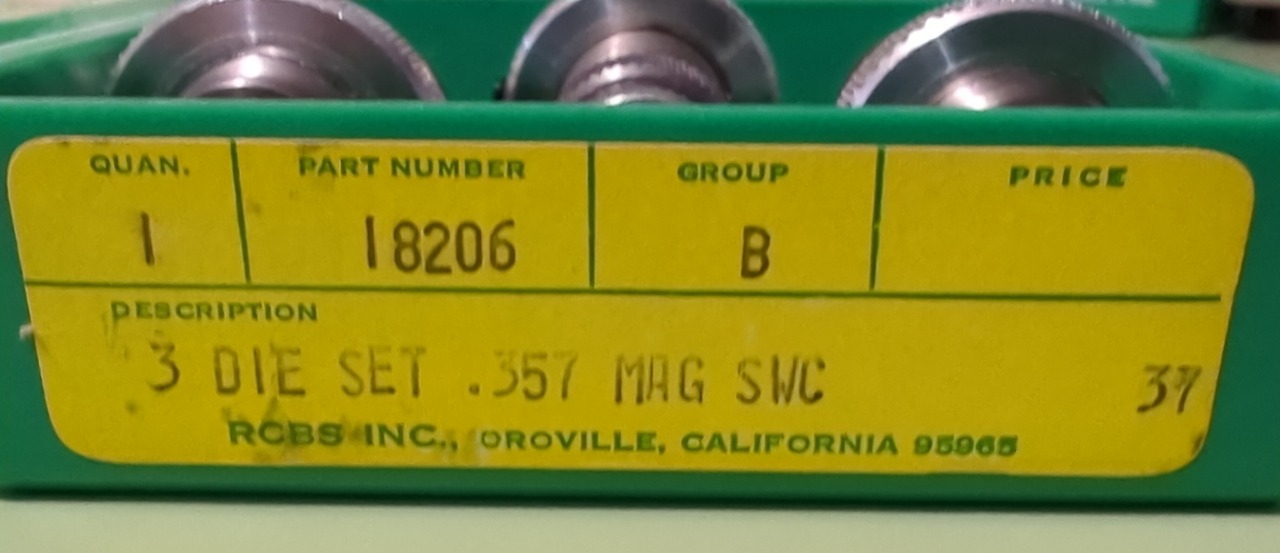 QUAN. PART NUMBER GROUP PRICE
1 18206 B
DESCRIPTION
3 DIE SET .357 MAG SWC 37
RCBS INC., OROVILLE, CALIFORNIA 95965